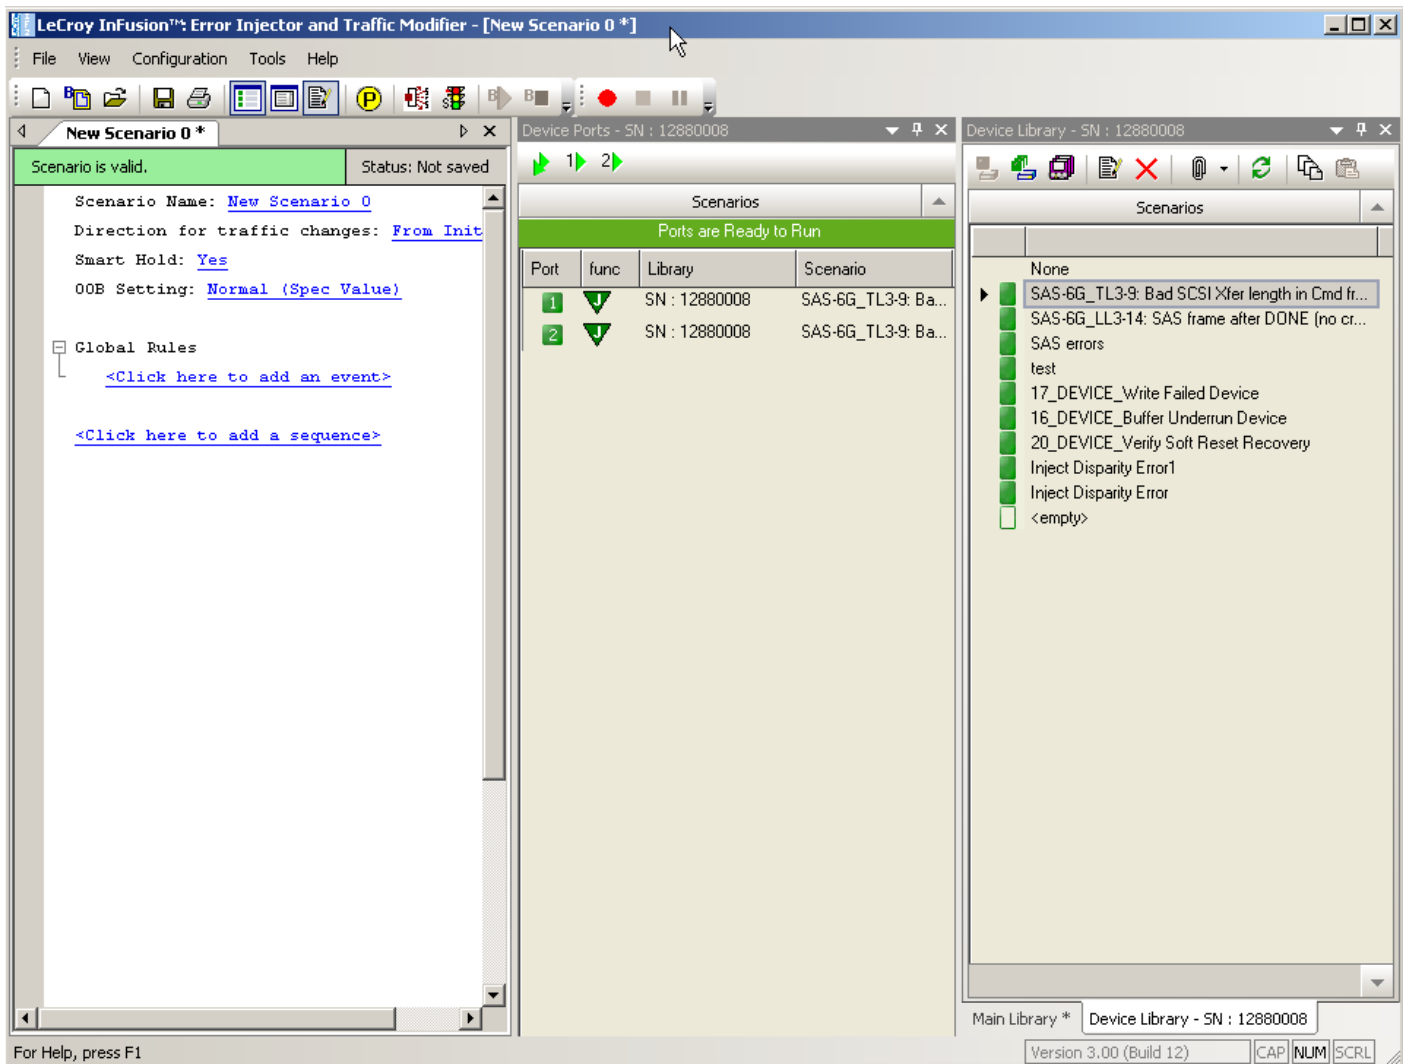 LeCroy InFusion™: Error Injector and Traffic Modifier - [New Scenario 0 *]
File View Configuration Tools Help
New Scenario 0 *
Scenario is valid. Status: Not saved
Scenario Name: New Scenario 0
Direction for traffic changes: From Init
Smart Hold: Yes
OOB Setting: Normal (Spec Value)
Global Rules
<Click here to add an event>
<Click here to add a sequence>
Device Ports - SN : 12880008
1 2
Scenarios
Ports are Ready to Run
Port func Library Scenario
1 J SN : 12880008 SAS-6G_TL3-9: Ba...
2 J SN : 12880008 SAS-6G_TL3-9: Ba...
Device Library - SN : 12880008
Scenarios
None
SAS-6G_TL3-9: Bad SCSI Xfer length in Cmd fr...
SAS-6G_LL3-14: SAS frame after DONE (no cr...
SAS errors
test
17_DEVICE_Write Failed Device
16_DEVICE_Buffer Underrun Device
20_DEVICE_Verify Soft Reset Recovery
Inject Disparity Error1
Inject Disparity Error
<empty>
Main Library * Device Library - SN : 12880008
For Help, press F1
Version 3.00 (Build 12) CAP NUM SCRL